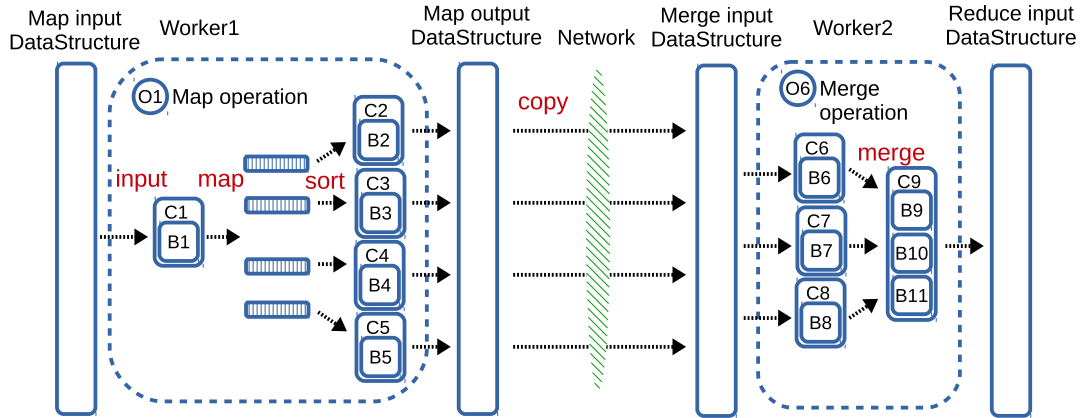 Map input
DataStructure
Worker1
Map output
DataStructure
Network
Merge input
DataStructure
Worker2
Reduce input
DataStructure
O1
Map operation
input
map
sort
C1
B1
C2
B2
C3
B3
C4
B4
C5
B5
copy
O6
Merge
operation
merge
C6
B6
C7
B7
C8
B8
C9
B9
B10
B11